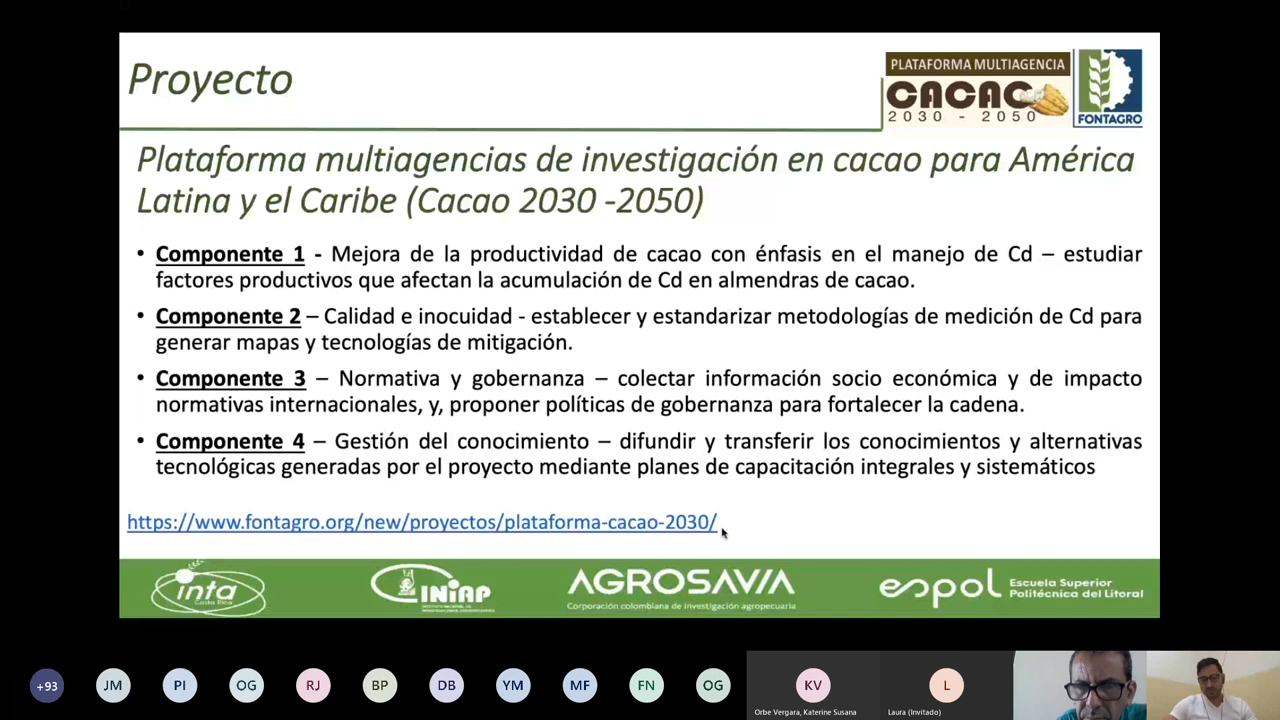 Proyecto
PLATAFORMA MULTIAGENCIA
CACAO
2030 - 2050
FONTAGRO
Plataforma multiagencias de investigación en cacao para América
Latina y el Caribe (Cacao 2030 -2050)
• Componente 1 - Mejora de la productividad de cacao con énfasis en el manejo de Cd – estudiar
factores productivos que afectan la acumulación de Cd en almendras de cacao.
• Componente 2 – Calidad e inocuidad - establecer y estandarizar metodologías de medición de Cd para
generar mapas y tecnologías de mitigación.
• Componente 3 – Normativa y gobernanza – colectar información socio económica y de impacto
normativas internacionales, y, proponer políticas de gobernanza para fortalecer la cadena.
• Componente 4 – Gestión del conocimiento – difundir y transferir los conocimientos y alternativas
tecnológicas generadas por el proyecto mediante planes de capacitación integrales y sistemáticos
https://www.fontagro.org/new/proyectos/plataforma-cacao-2030/
inta
Costa Rica
INIAP
AGROSAVIA
Corporación colombiana de investigación agropecuaria
espol
Escuela Superior
Politécnica del Litoral
+93 JM PI OG RJ BP DB YM MF FN OG KV L
Orbe Vergara, Katerine Susana
Laura (Invitado)